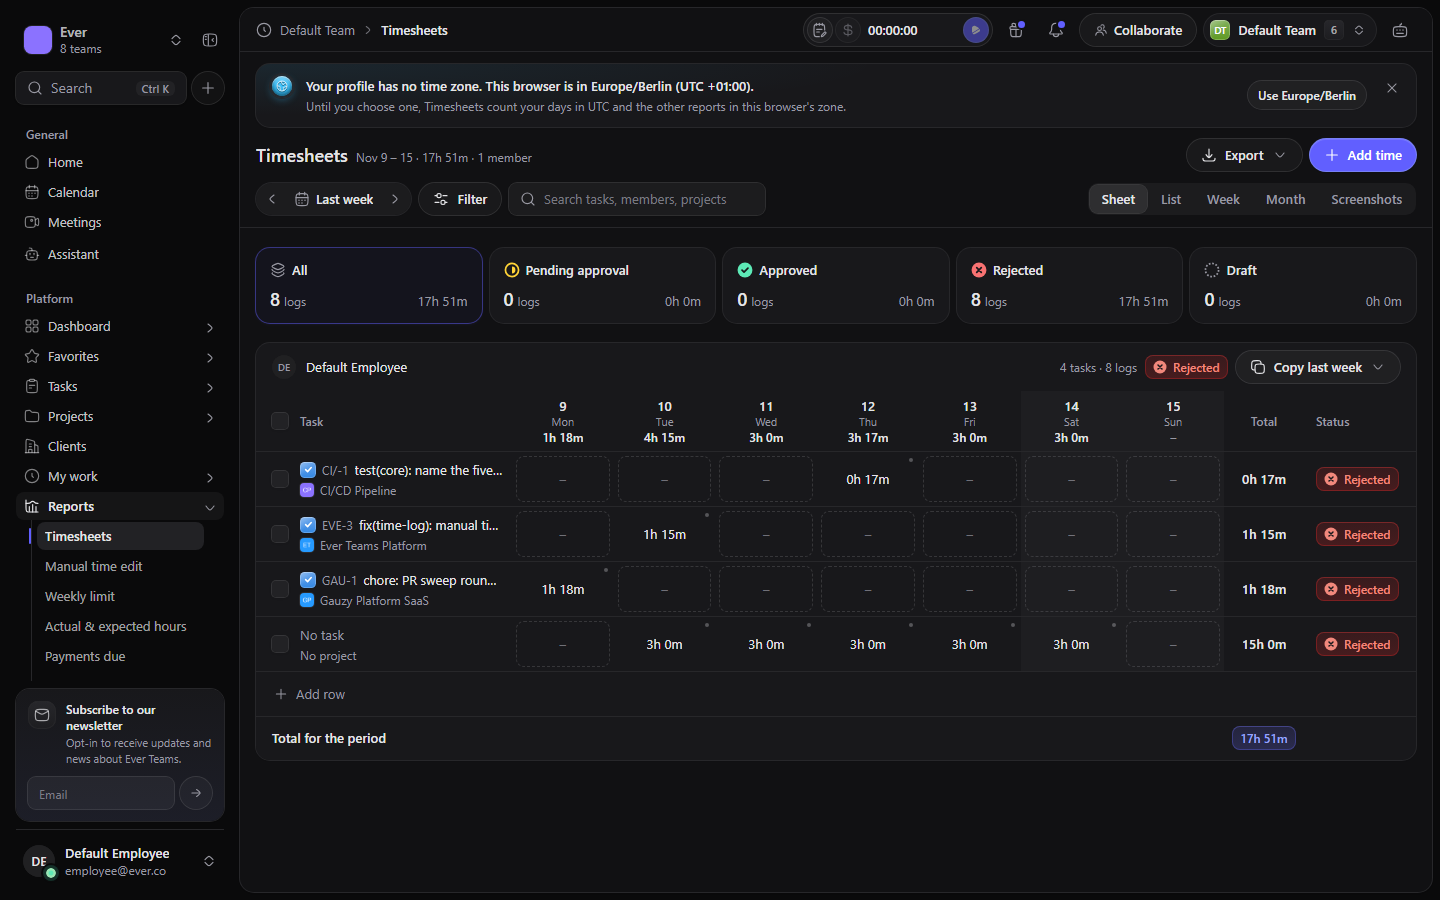 Ever
8 teams
Search
Ctrl K
General
Home
Calendar
Meetings
Assistant
Platform
Dashboard
Favorites
Tasks
Projects
Clients
My work
Reports
Timesheets
Manual time edit
Weekly limit
Actual & expected hours
Payments due
Subscribe to our
newsletter
Opt-in to receive updates and
news about Ever Teams.
Email
DE
Default Employee
employee@ever.co
Default Team
Timesheets
00:00:00
Collaborate
DT
Default Team
6
Your profile has no time zone. This browser is in Europe/Berlin (UTC +01:00).
Until you choose one, Timesheets count your days in UTC and the other reports in this browser's zone.
Use Europe/Berlin
Timesheets
Nov 9 – 15 · 17h 51m · 1 member
Export
Add time
Last week
Filter
Search tasks, members, projects
Sheet
List
Week
Month
Screenshots
All
8 logs
17h 51m
Pending approval
0 logs
0h 0m
Approved
0 logs
0h 0m
Rejected
8 logs
17h 51m
Draft
0 logs
0h 0m
DE
Default Employee
4 tasks · 8 logs
Rejected
Copy last week
Task
9
Mon
1h 18m
10
Tue
4h 15m
11
Wed
3h 0m
12
Thu
3h 17m
13
Fri
3h 0m
14
Sat
3h 0m
15
Sun
–
Total
Status
CI/-1 test(core): name the five...
CP CI/CD Pipeline
– – – 0h 17m – – – 0h 17m Rejected
EVE-3 fix(time-log): manual ti...
ET Ever Teams Platform
– 1h 15m – – – – – 1h 15m Rejected
GAU-1 chore: PR sweep roun...
GP Gauzy Platform SaaS
1h 18m – – – – – – 1h 18m Rejected
No task
No project
– 3h 0m 3h 0m 3h 0m 3h 0m 3h 0m – 15h 0m Rejected
Add row
Total for the period
17h 51m